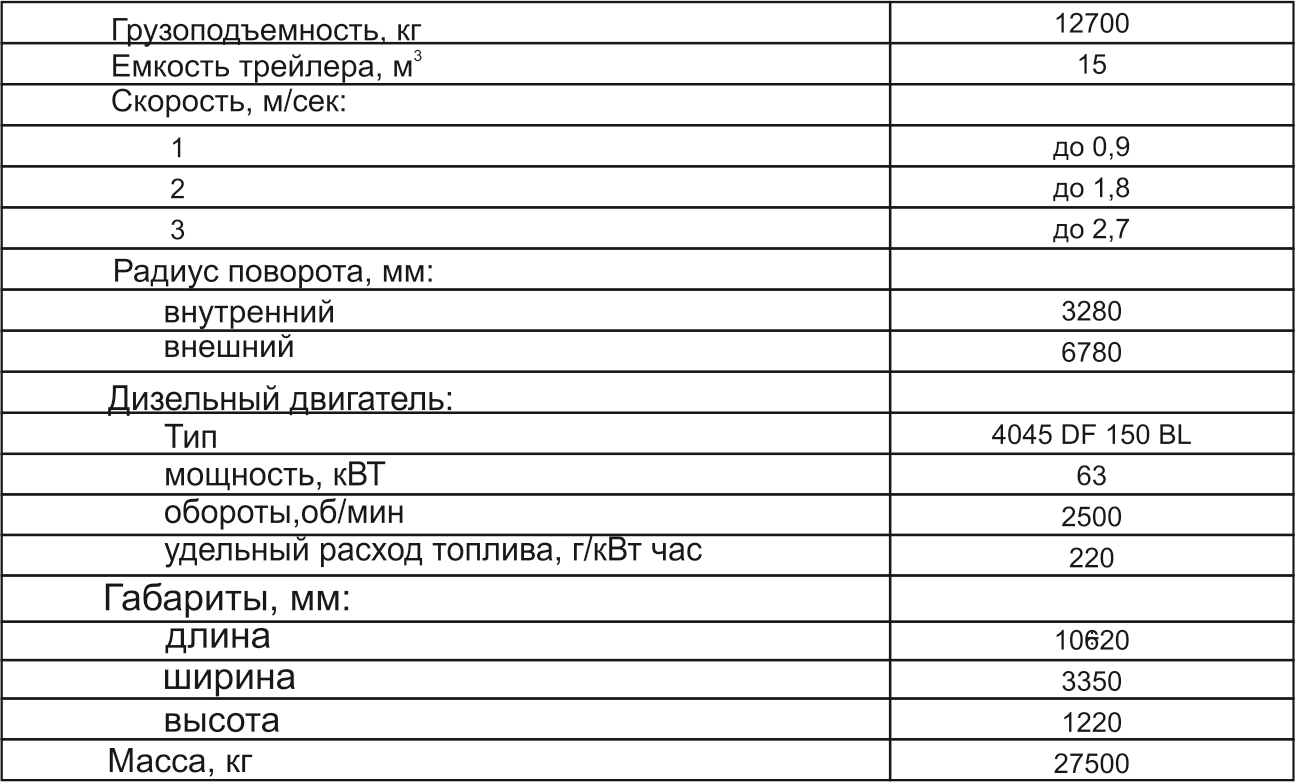 Грузоподъемность, кг 12700
Емкость трейлера, м³ 15
Скорость, м/сек:
1 до 0,9
2 до 1,8
3 до 2,7
Радиус поворота, мм:
внутренний 3280
внешний 6780
Дизельный двигатель:
Тип 4045 DF 150 BL
мощность, кВТ 63
обороты,об/мин 2500
удельный расход топлива, г/кВт час 220
Габариты, мм:
длина 10620
ширина 3350
высота 1220
Масса, кг 27500